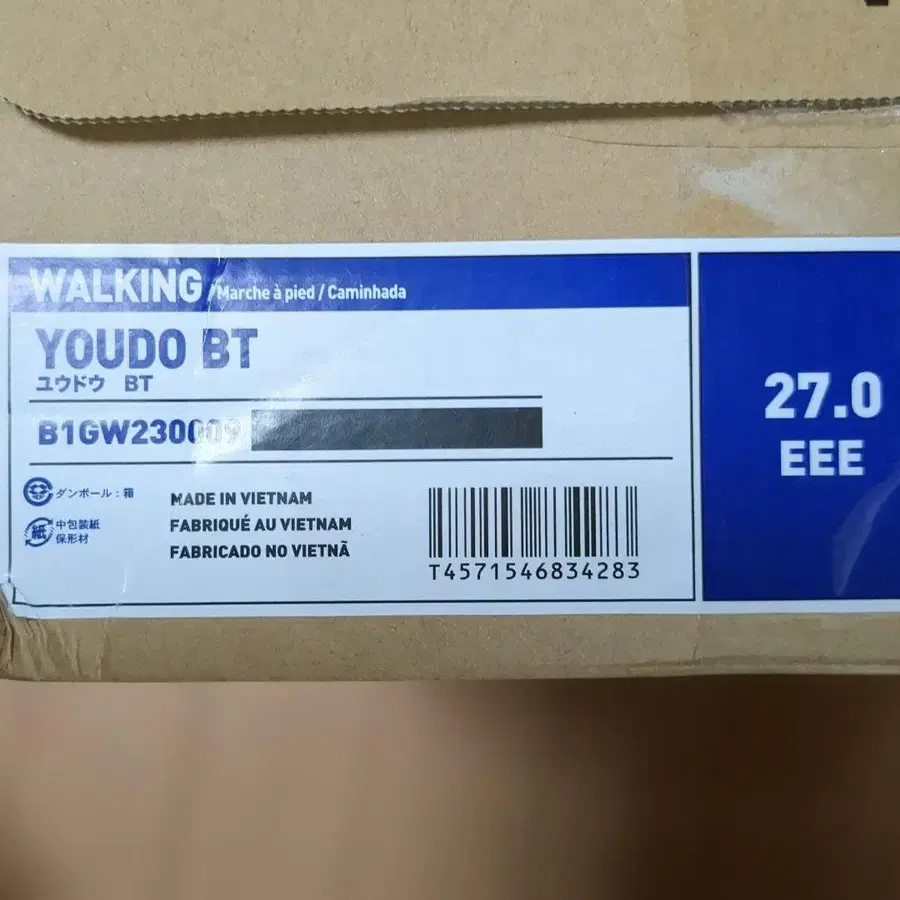 WALKING /Marche à pied / Caminhada
YOUDO BT
ユウドウ BT
B1GW230009
27.0
EEE
ダンボール：箱
紙
中包装紙
保形材
MADE IN VIETNAM
FABRIQUÉ AU VIETNAM
FABRICADO NO VIETNÃ
T4571546834283